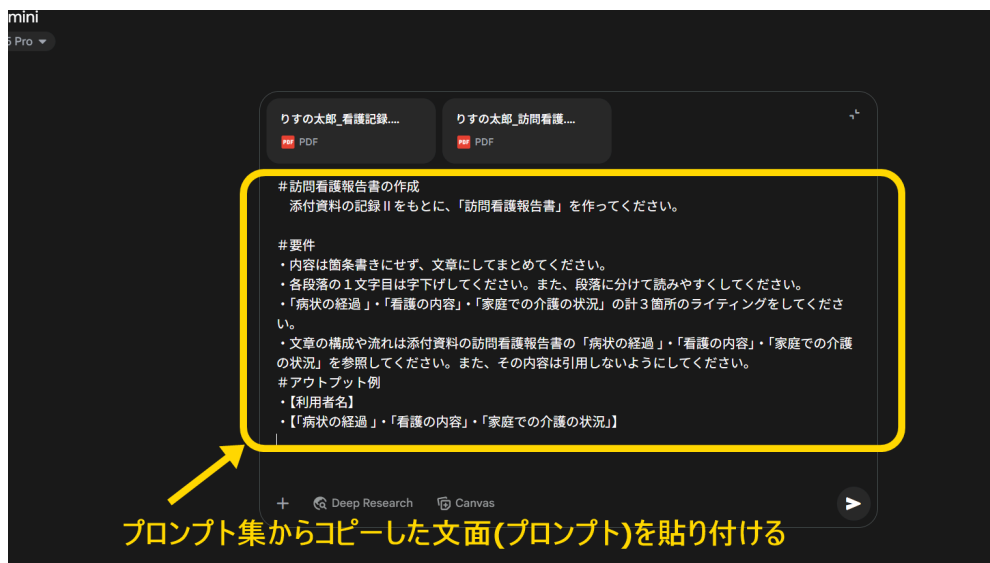 mini
5 Pro
りすの太郎_看護記録....
PDF PDF
りすの太郎_訪問看護....
PDF PDF
＃訪問看護報告書の作成
添付資料の記録Ⅱをもとに、「訪問看護報告書」を作ってください。
＃要件
・内容は箇条書きにせず、文章にしてまとめてください。
・各段落の１文字目は字下げしてください。また、段落に分けて読みやすくしてください。
・「病状の経過 」・「看護の内容」・「家庭での介護の状況」の計３箇所のライティングをしてくださ
い。
・文章の構成や流れは添付資料の訪問看護報告書の「病状の経過 」・「看護の内容」・「家庭での介護
の状況」を参照してください。また、その内容は引用しないようにしてください。
＃アウトプット例
・【利用者名】
・【「病状の経過 」・「看護の内容」・「家庭での介護の状況」】
Deep Research
Canvas
プロンプト集からコピーした文面(プロンプト)を貼り付ける